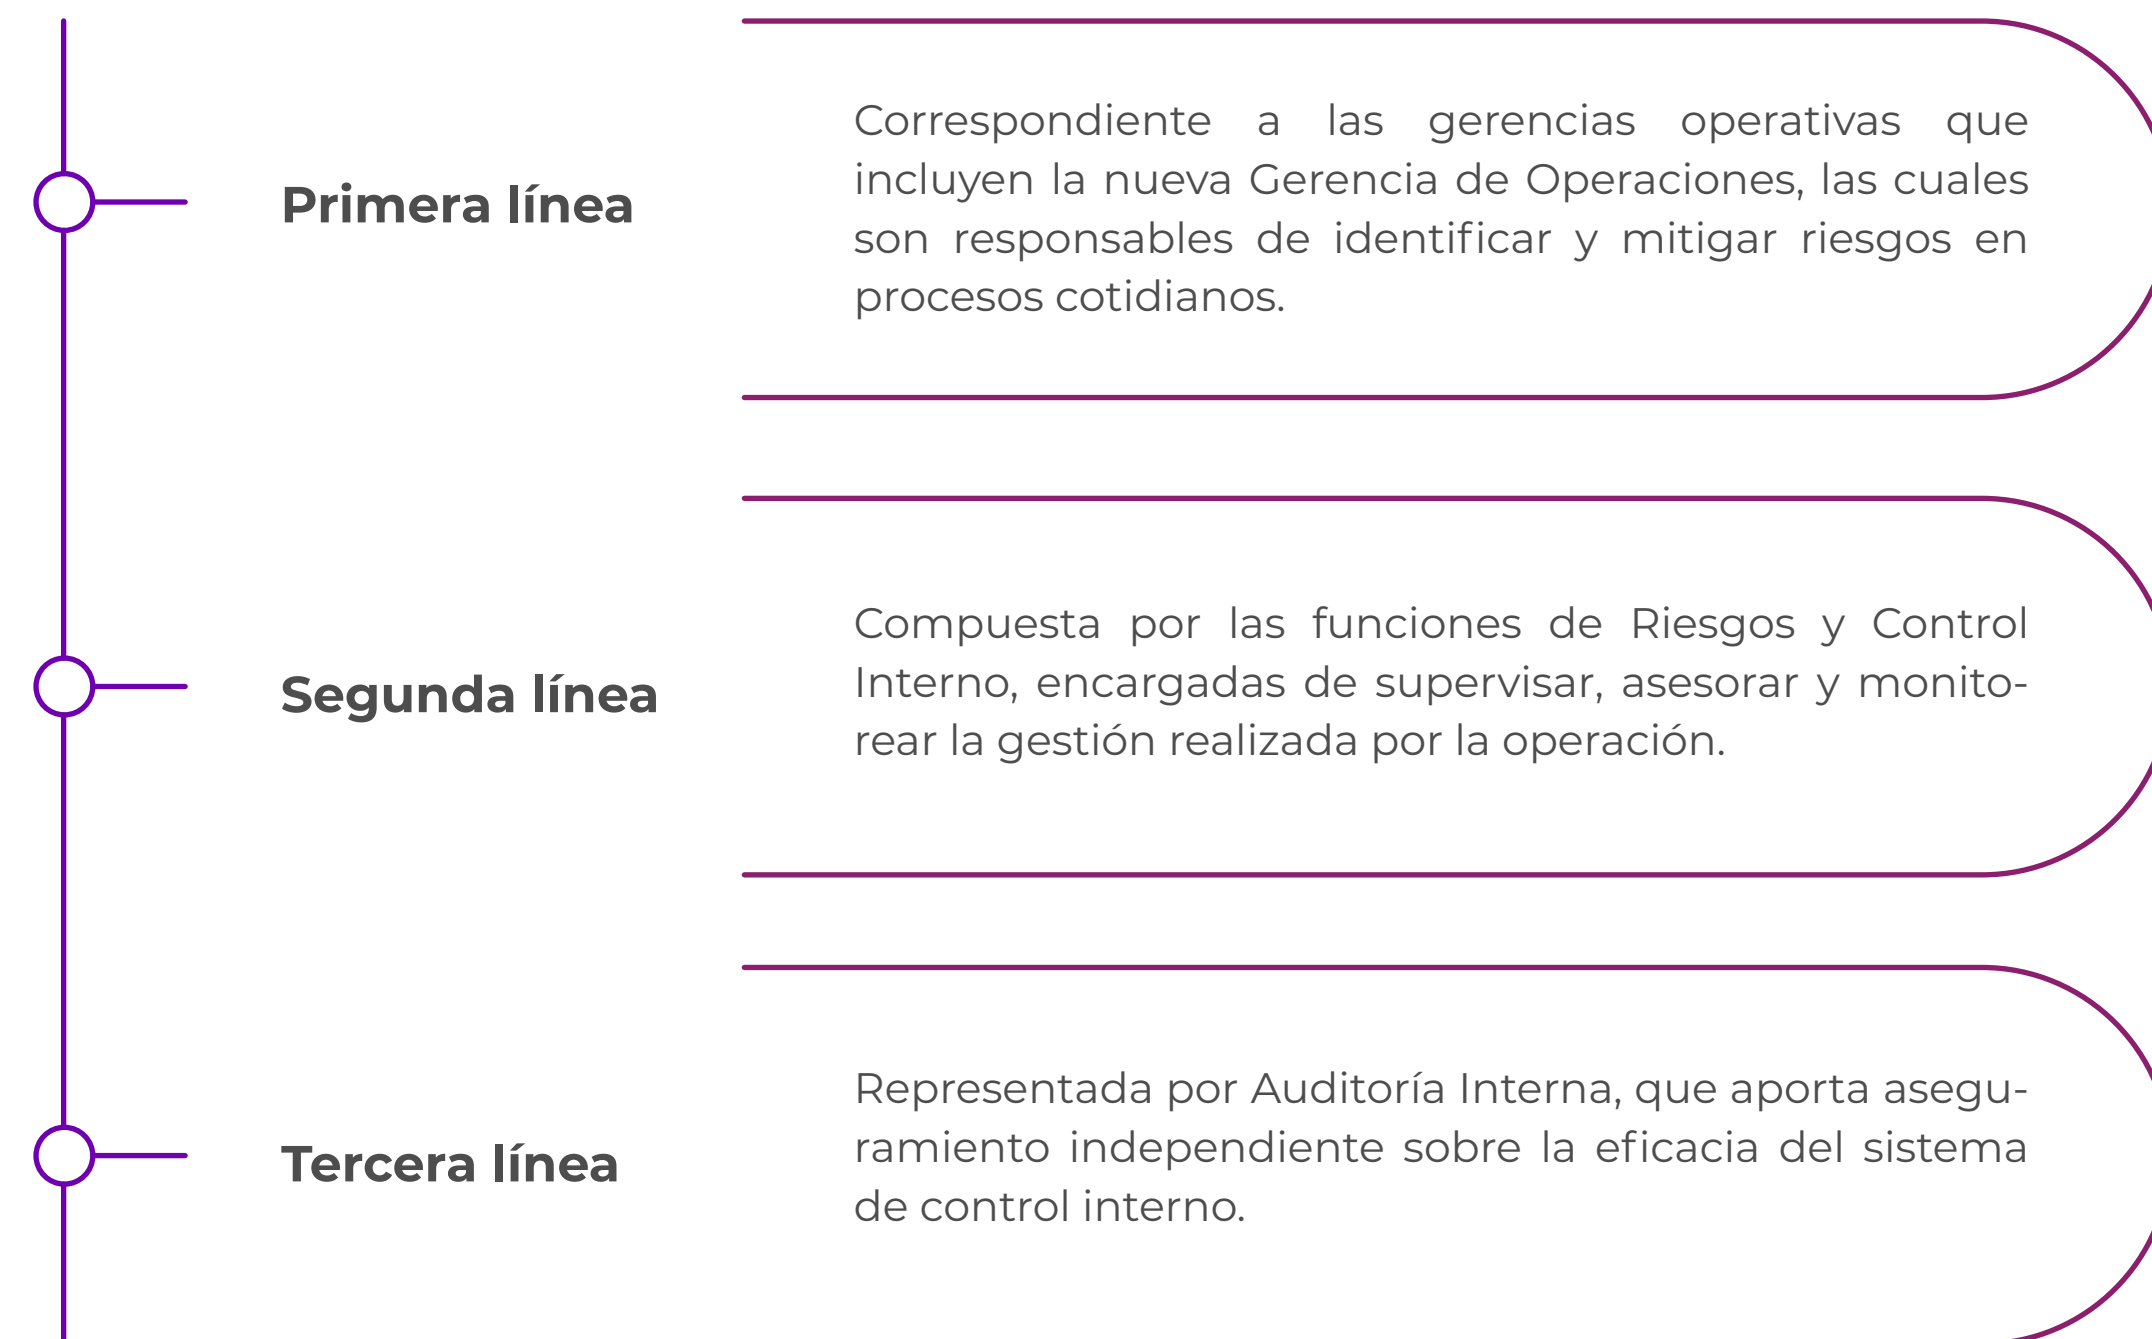 Primera línea
Correspondiente a las gerencias operativas que
incluyen la nueva Gerencia de Operaciones, las cuales
son responsables de identificar y mitigar riesgos en
procesos cotidianos.
Segunda línea
Compuesta por las funciones de Riesgos y Control
Interno, encargadas de supervisar, asesorar y monito-
rear la gestión realizada por la operación.
Tercera línea
Representada por Auditoría Interna, que aporta asegu-
ramiento independiente sobre la eficacia del sistema
de control interno.